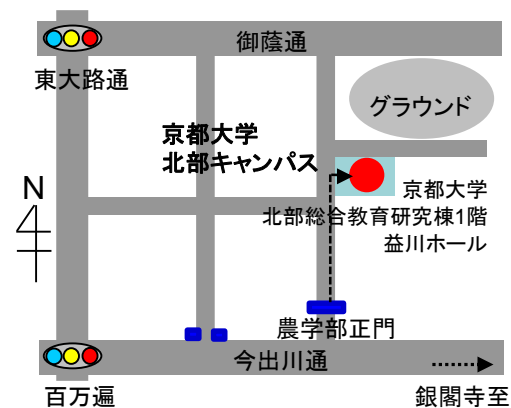 御蔭通
東大路通
グラウンド
京都大学
北部キャンパス
N
京都大学
北部総合教育研究棟1階
益川ホール
農学部正門
今出川通
百万遍
銀閣寺至